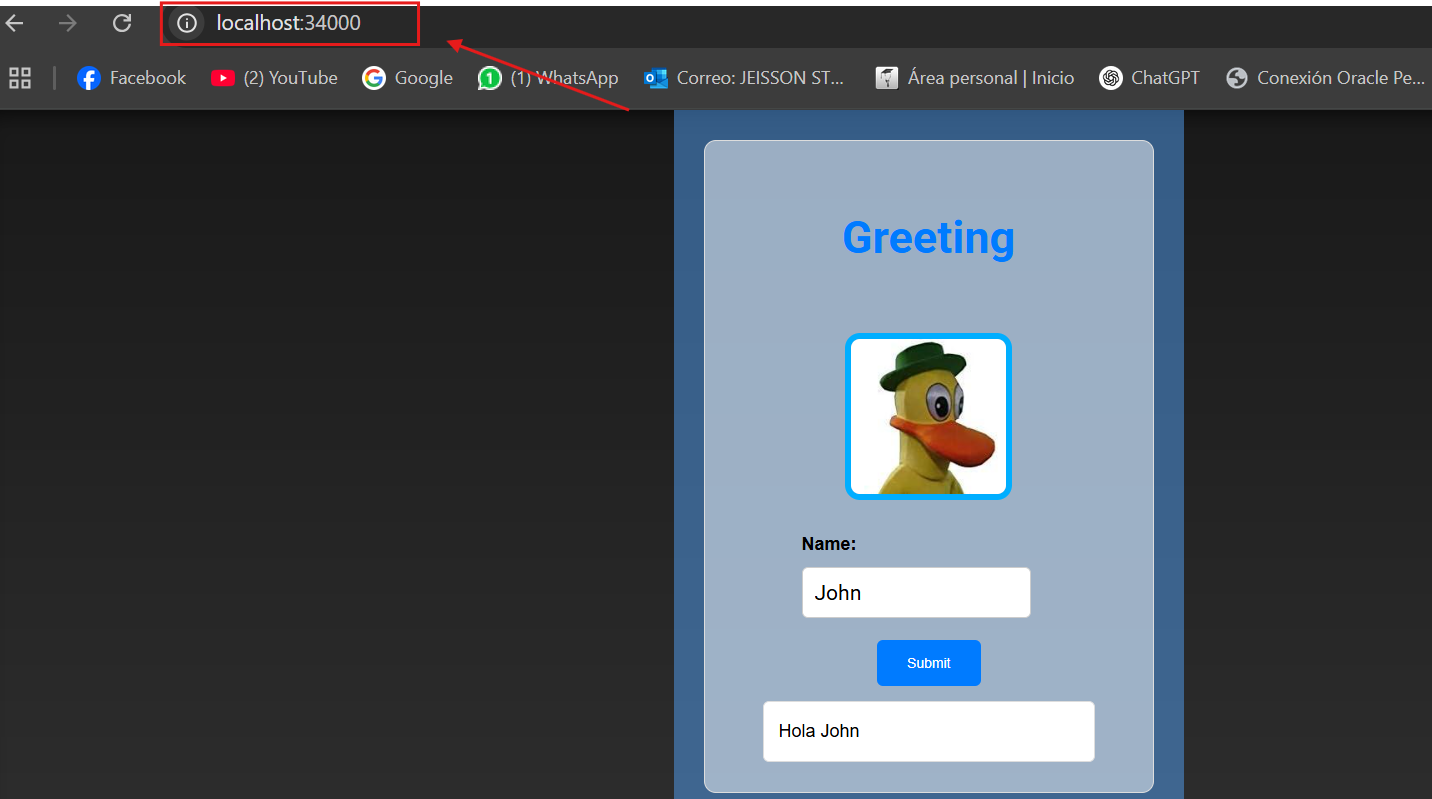 localhost:34000
Facebook (2) YouTube Google (1) WhatsApp Correo: JEISSON ST... Área personal | Inicio ChatGPT Conexión Oracle Pe...
Greeting
Name:
John
Submit
Hola John